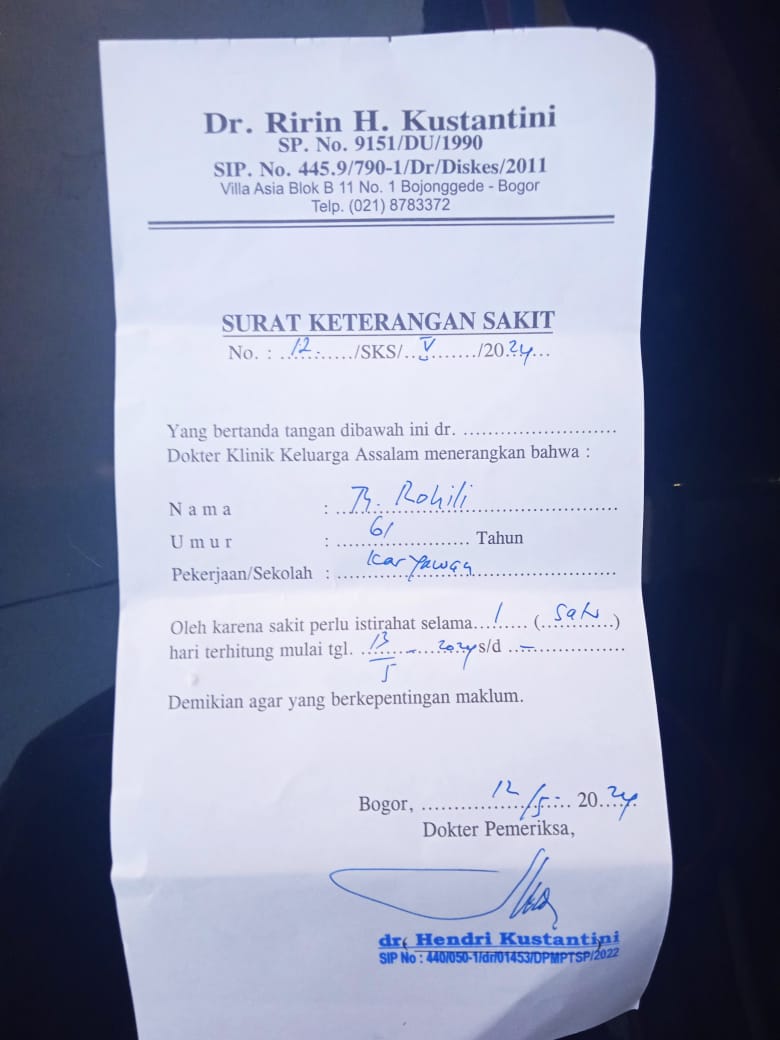 Dr. Ririn H. Kustantini
SP. No. 9151/DU/1990
SIP. No. 445.9/790-1/Dr/Diskes/2011
Villa Asia Blok B 11 No. 1 Bojonggede - Bogor
Telp. (021) 8783372
SURAT KETERANGAN SAKIT
No. : ..12........./SKS/..V......./2024...
Yang bertanda tangan dibawah ini dr. ............................
Dokter Klinik Keluarga Assalam menerangkan bahwa :
N a m a : Rohili
U m u r : 61 Tahun
Pekerjaan/Sekolah : Karyawan
Oleh karena sakit perlu istirahat selama....1..... (..Satu..)
hari terhitung mulai tgl. 13/5 - 2024 s/d ..-..................
Demikian agar yang berkepentingan maklum.
Bogor, ................12/5-.... 2024
Dokter Pemeriksa,
dr. Hendri Kustantini
SIP No : 440/050-1/dr/01453/DPMPTSP/2022